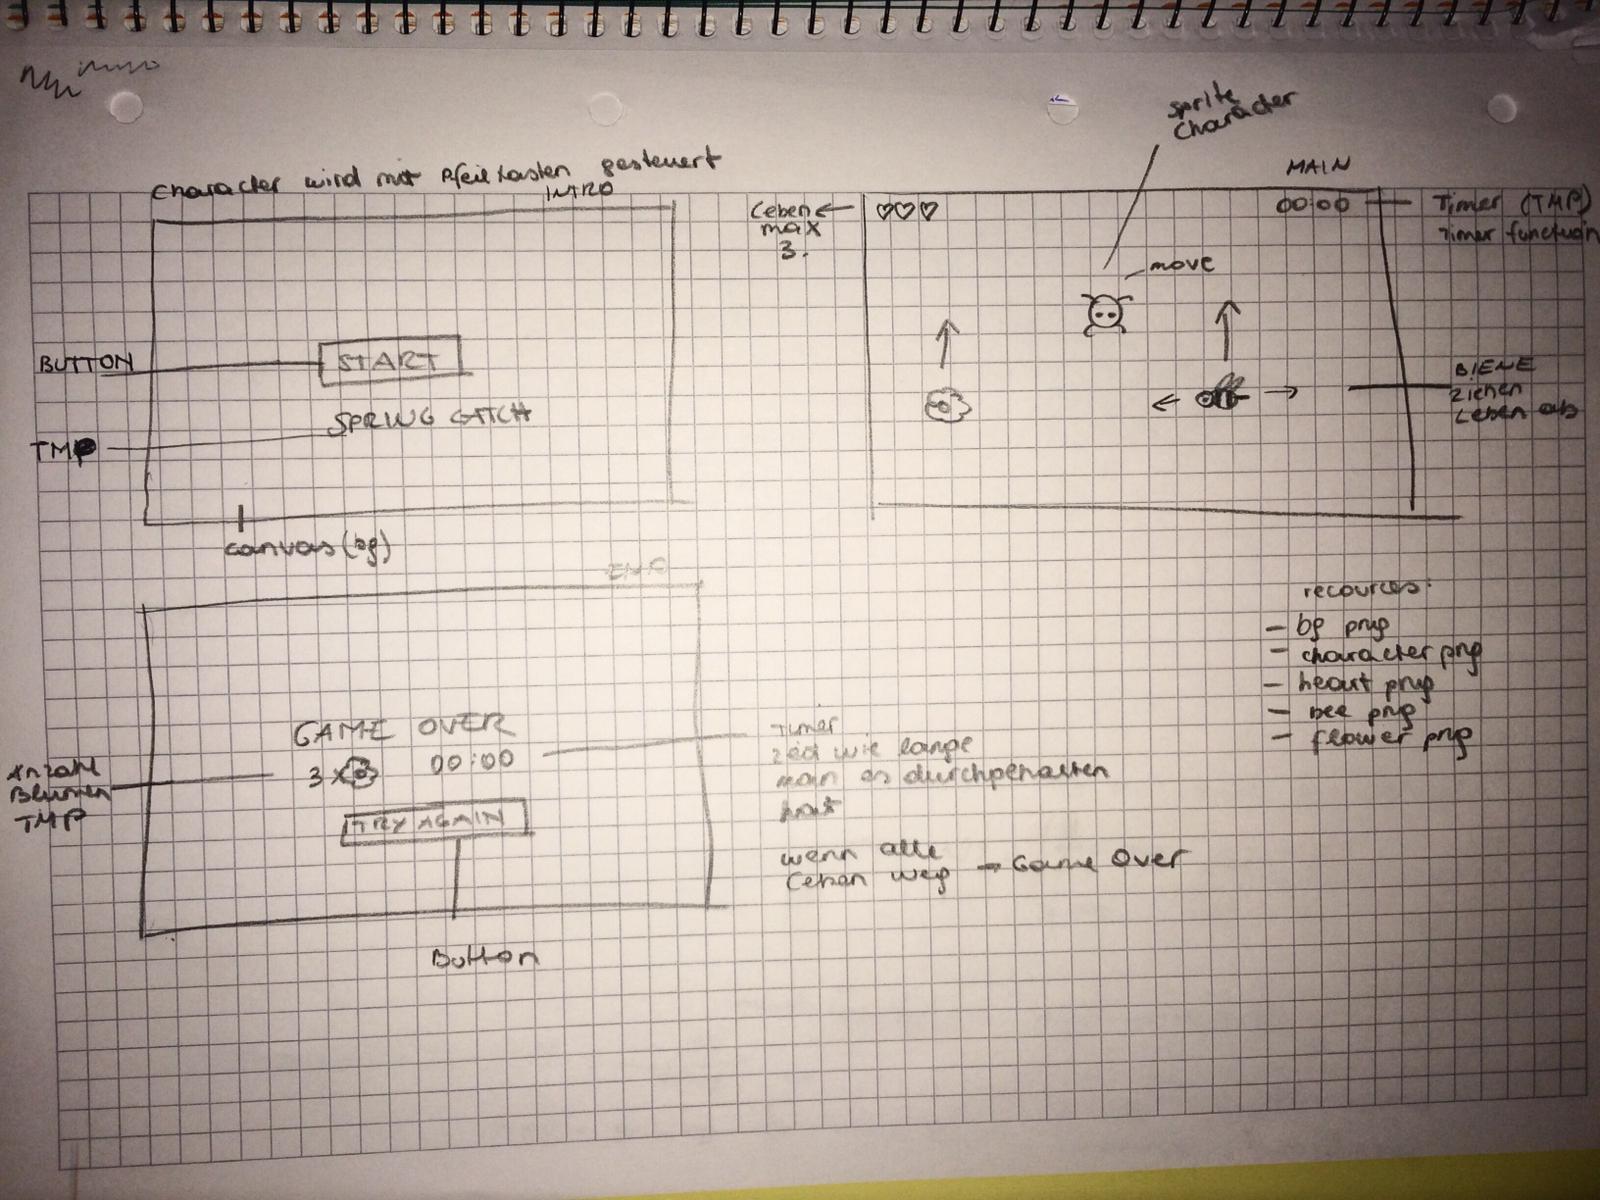 sprite
character
character wird mit Pfeiltasten gesteuert
INTRO
BUTTON
START
SPRING CATCH
TMP
canvas (bg)
MAIN
Leben
max
3.
00:00
Timer (TMP)
Timer function
move
BIENE
ziehen
Leben ab
END
GAME OVER
3x
00:00
TRY AGAIN
Button
Anzahl
Blumen
TMP
Timer
Zeit wie lange
man es durchgehalten
hat
wenn alle
Leben weg → Game Over
recources:
- bg png
- character png
- heart png
- bee png
- flower png